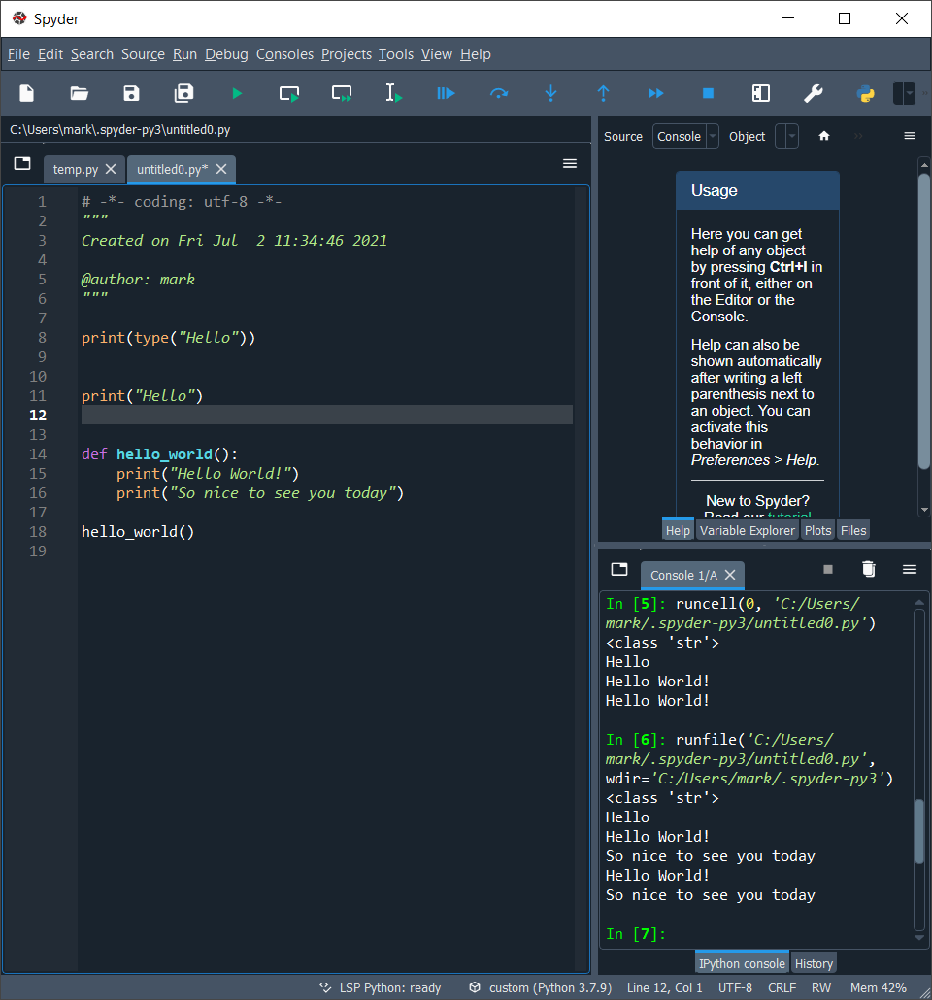 Spyder
File Edit Search Source Run Debug Consoles Projects Tools View Help
C:\Users\mark\.spyder-py3\untitled0.py
temp.py
untitled0.py*
1 # -*- coding: utf-8 -*-
2 """
3 Created on Fri Jul  2 11:34:46 2021
4
5 @author: mark
6 """
7
8 print(type("Hello"))
9
10
11 print("Hello")
12
13
14 def hello_world():
15     print("Hello World!")
16     print("So nice to see you today")
17
18 hello_world()
19
Source Console Object
Usage
Here you can get
help of any object
by pressing Ctrl+I in
front of it, either on
the Editor or the
Console.
Help can also be
shown automatically
after writing a left
parenthesis next to
an object. You can
activate this
behavior in
Preferences > Help.
New to Spyder?
Read our tutorial
Help Variable Explorer Plots Files
Console 1/A
In [5]: runcell(0, 'C:/Users/
mark/.spyder-py3/untitled0.py')
<class 'str'>
Hello
Hello World!
Hello World!
In [6]: runfile('C:/Users/
mark/.spyder-py3/untitled0.py',
wdir='C:/Users/mark/.spyder-py3')
<class 'str'>
Hello
Hello World!
So nice to see you today
Hello World!
So nice to see you today
In [7]:
IPython console History
LSP Python: ready custom (Python 3.7.9) Line 12, Col 1 UTF-8 CRLF RW Mem 42%